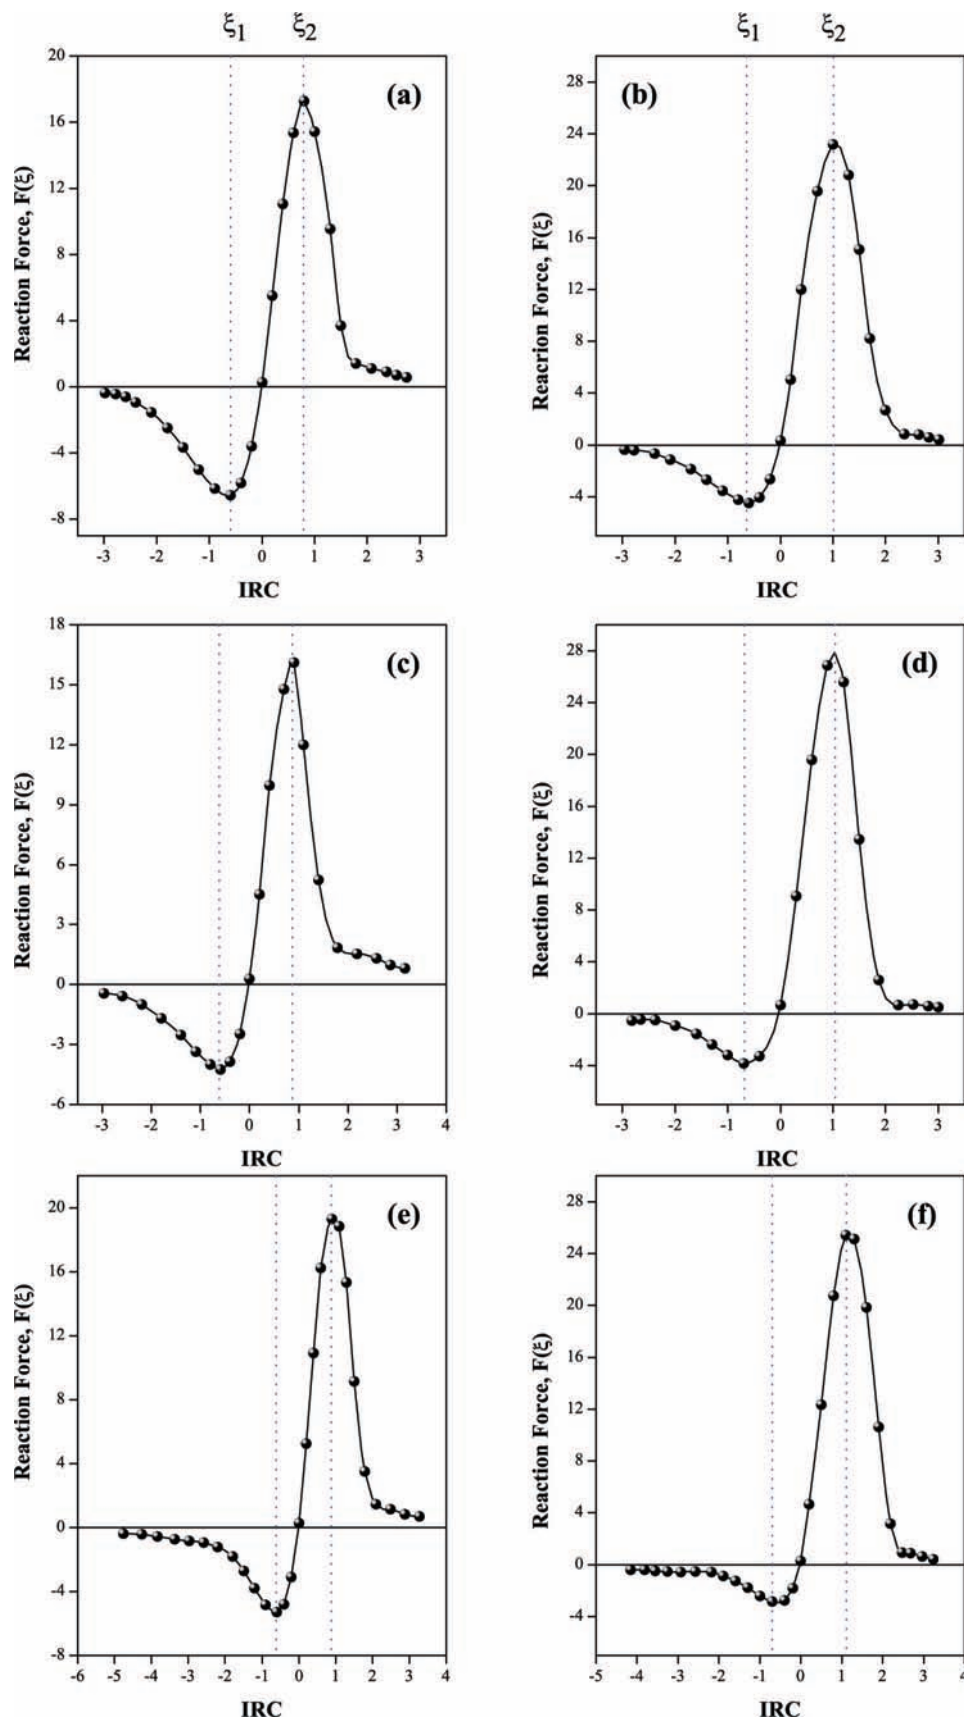 ξ1 ξ2 ξ1 ξ2
(a)
Reaction Force, F(ξ)
20
16
12
8
4
0
-4
-8
-3 -2 -1 0 1 2 3
IRC
(b)
Reacrion Force, F(ξ)
28
24
20
16
12
8
4
0
-4
-3 -2 -1 0 1 2 3
IRC
(c)
Reaction Force, F(ξ)
18
15
12
9
6
3
0
-3
-6
-3 -2 -1 0 1 2 3 4
IRC
(d)
Reaction Force, F(ξ)
28
24
20
16
12
8
4
0
-4
-3 -2 -1 0 1 2 3
IRC
(e)
Reaction Force, F(ξ)
20
16
12
8
4
0
-4
-8
-6 -5 -4 -3 -2 -1 0 1 2 3 4
IRC
(f)
Reaction Force, F(ξ)
28
24
20
16
12
8
4
0
-4
-5 -4 -3 -2 -1 0 1 2 3 4
IRC